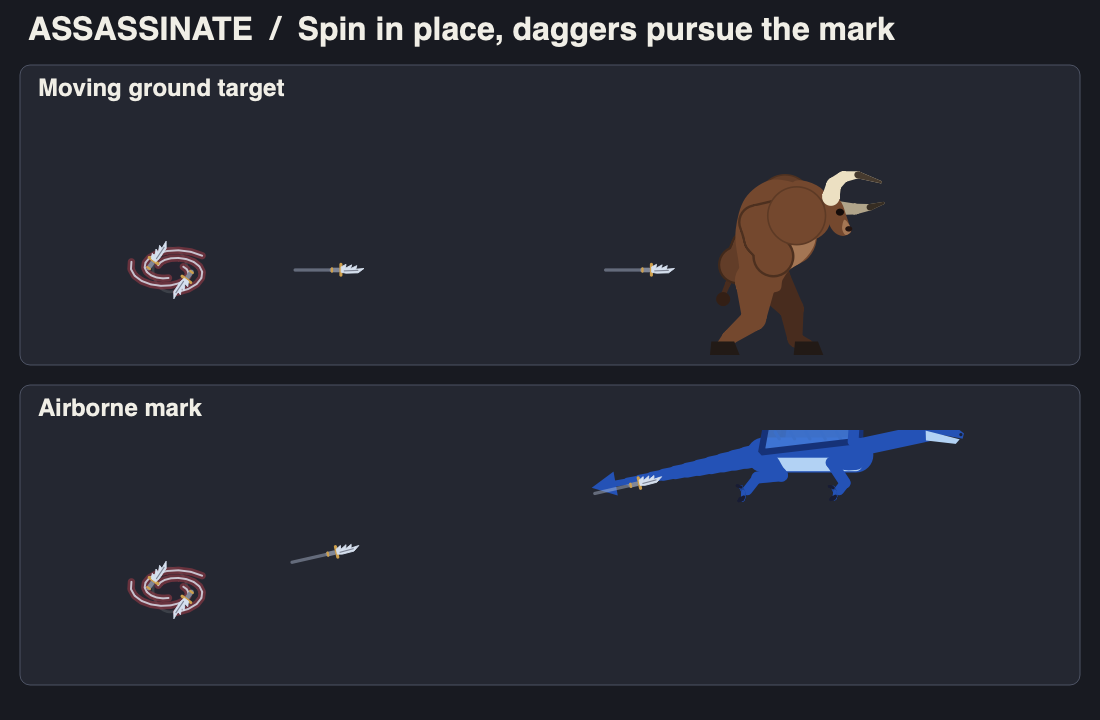 ASSASSINATE / Spin in place, daggers pursue the mark
Moving ground target
Airborne mark